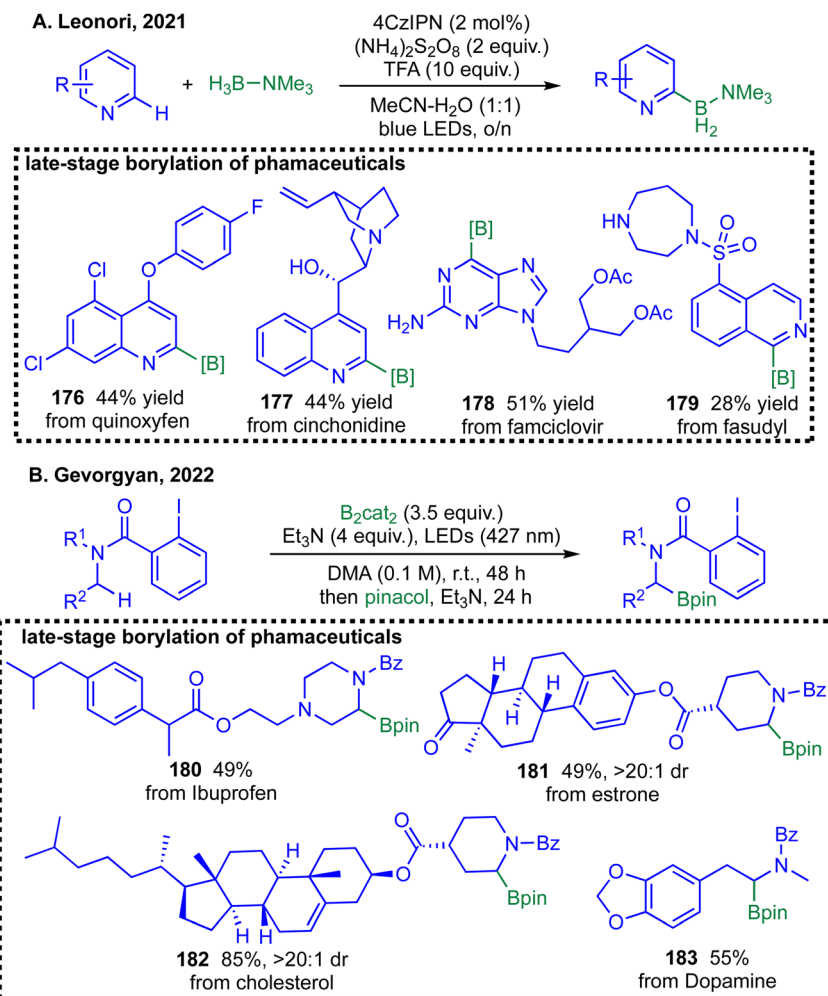 A. Leonori, 2021
4CzIPN (2 mol%)
(NH4)2S2O8 (2 equiv.)
TFA (10 equiv.)
MeCN-H2O (1:1)
blue LEDs, o/n
R
N
H
+
H3B-NMe3
R
N
B
H2
NMe3
late-stage borylation of phamaceuticals
F
Cl
O
Cl
N
[B]
176 44% yield
from quinoxyfen
N
HO
N
[B]
177 44% yield
from cinchonidine
[B]
N
N
H2N
N
N
OAc
OAc
178 51% yield
from famciclovir
HN
N
O
S
O
N
[B]
179 28% yield
from fasudyl
B. Gevorgyan, 2022
O
I
R1
N
R2
H
B2cat2 (3.5 equiv.)
Et3N (4 equiv.), LEDs (427 nm)
DMA (0.1 M), r.t., 48 h
then pinacol, Et3N, 24 h
O
I
R1
N
R2
Bpin
late-stage borylation of phamaceuticals
O
O
N
N
Bz
Bpin
180 49%
from Ibuprofen
O
H
H
H
O
O
N
Bz
Bpin
181 49%, >20:1 dr
from estrone
H
H
H
O
O
N
Bz
Bpin
182 85%, >20:1 dr
from cholesterol
O
O
Bz
N
Bpin
183 55%
from Dopamine